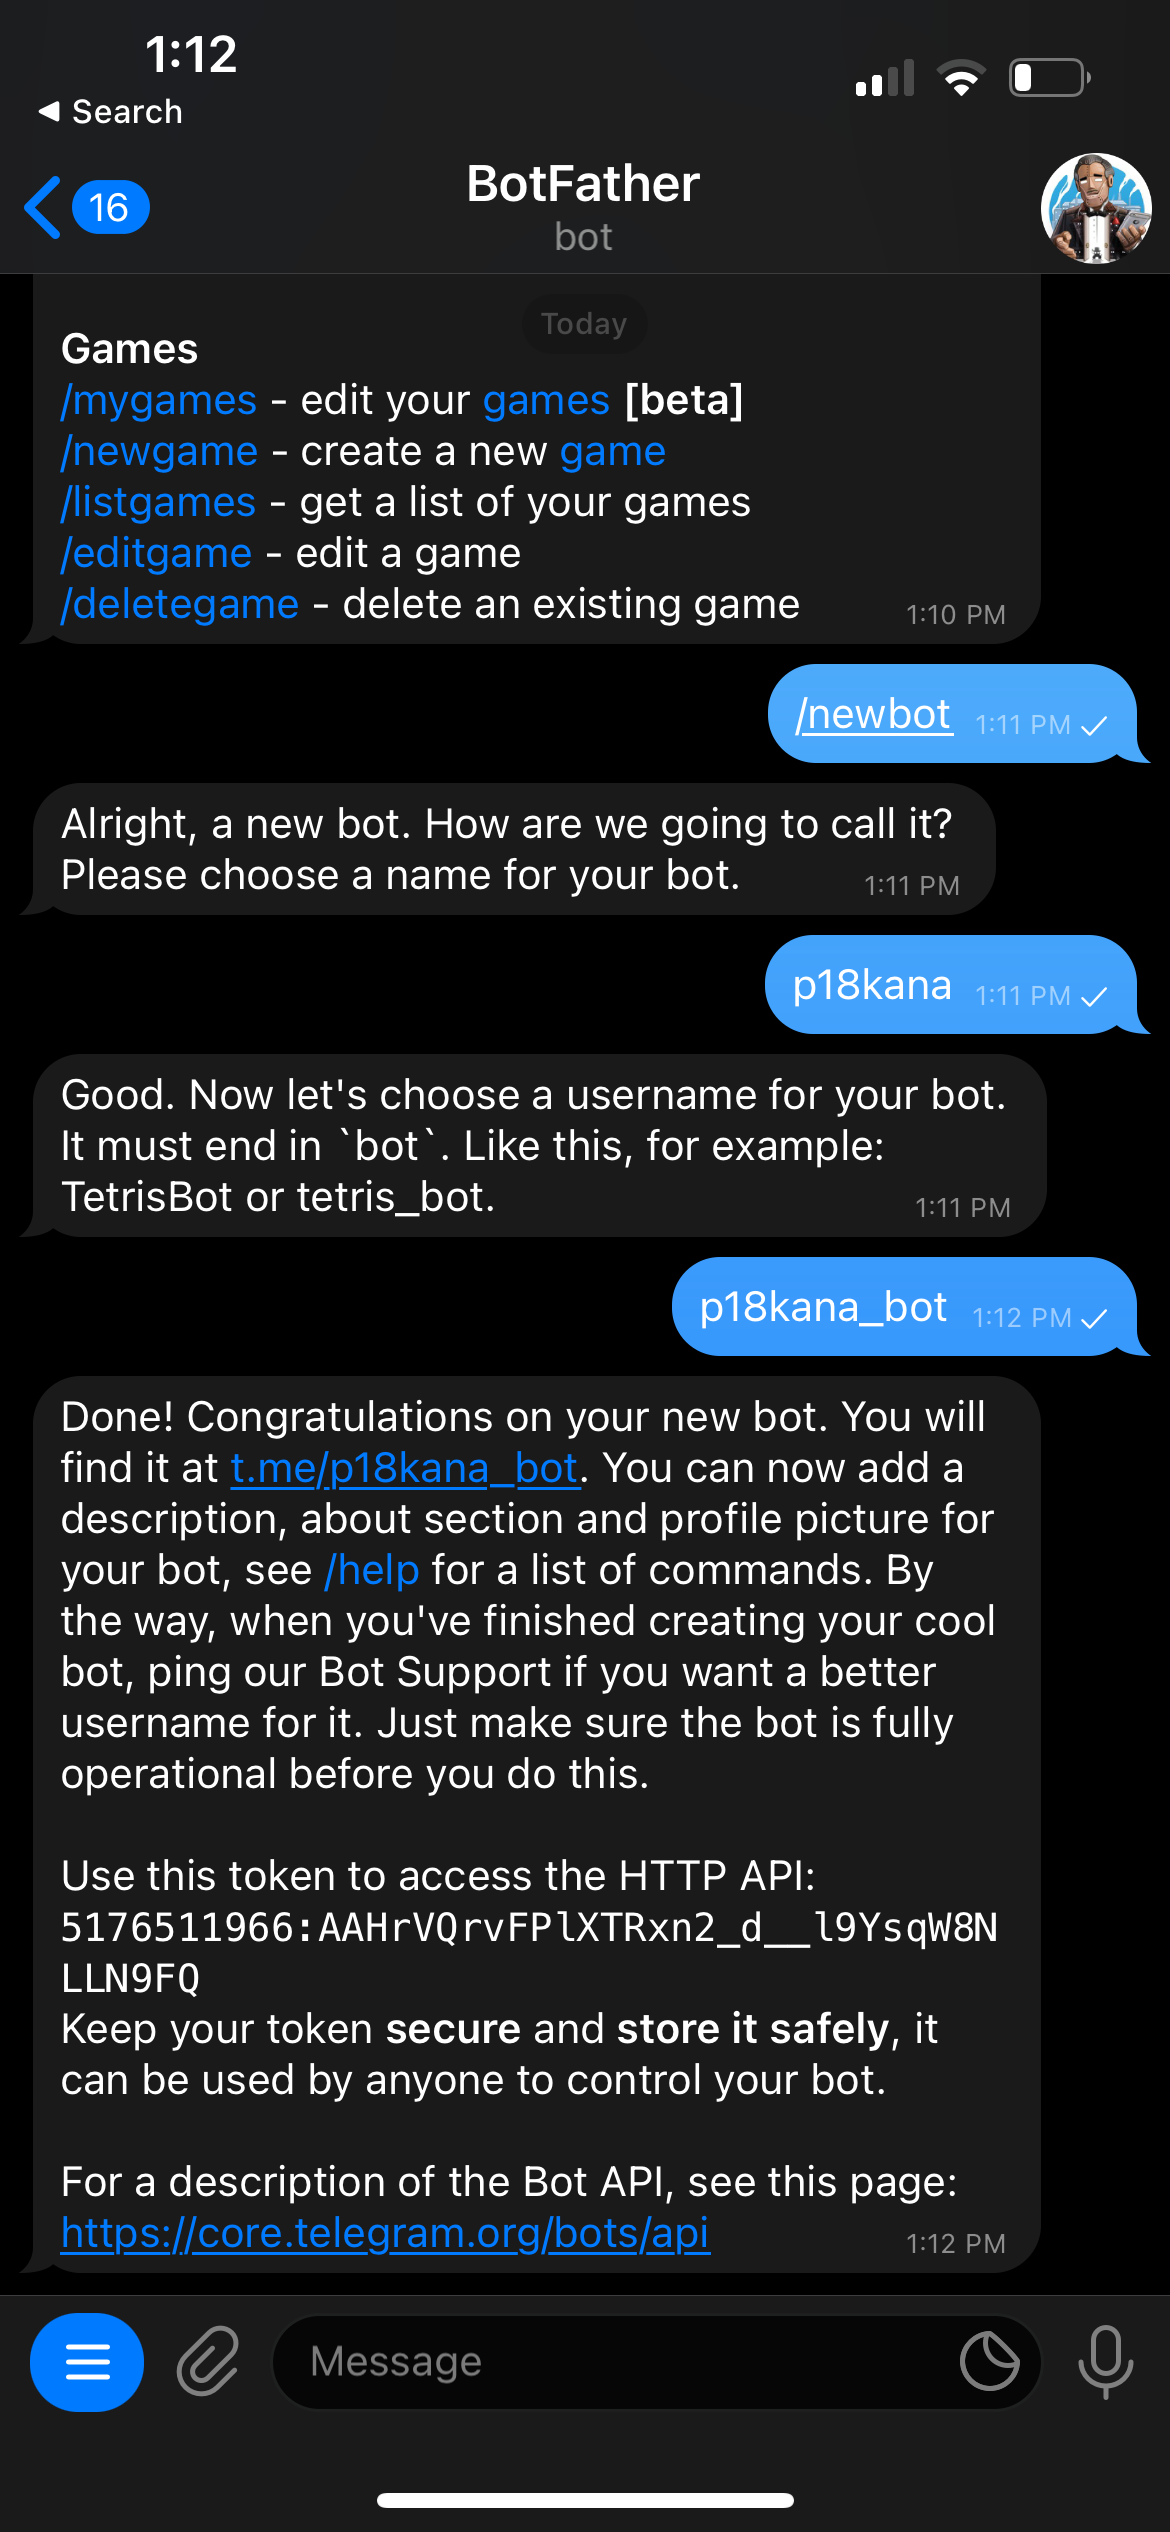 1:12
Search
16
BotFather
bot
Today
Games
/mygames - edit your games [beta]
/newgame - create a new game
/listgames - get a list of your games
/editgame - edit a game
/deletegame - delete an existing game
1:10 PM
/newbot 1:11 PM
Alright, a new bot. How are we going to call it?
Please choose a name for your bot.
1:11 PM
p18kana 1:11 PM
Good. Now let's choose a username for your bot.
It must end in `bot`. Like this, for example:
TetrisBot or tetris_bot.
1:11 PM
p18kana_bot 1:12 PM
Done! Congratulations on your new bot. You will
find it at t.me/p18kana_bot. You can now add a
description, about section and profile picture for
your bot, see /help for a list of commands. By
the way, when you've finished creating your cool
bot, ping our Bot Support if you want a better
username for it. Just make sure the bot is fully
operational before you do this.
Use this token to access the HTTP API:
5176511966:AAHrVQrvFPlXTRxn2_d__l9YsqW8N
LLN9FQ
Keep your token secure and store it safely, it
can be used by anyone to control your bot.
For a description of the Bot API, see this page:
https://core.telegram.org/bots/api
1:12 PM
Message